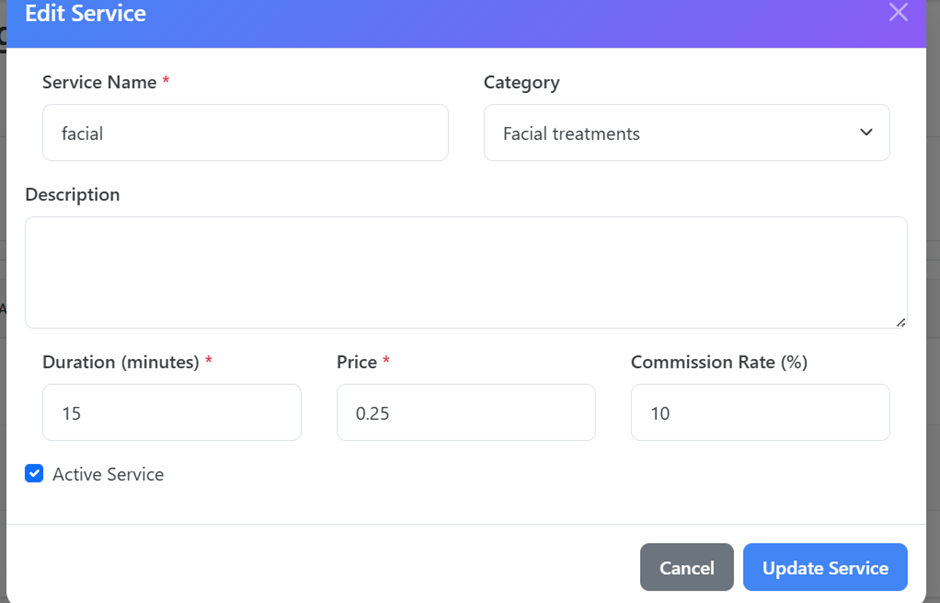 Edit Service
Service Name * Category
facial Facial treatments
Description
Duration (minutes) * Price * Commission Rate (%)
15 0.25 10
Active Service
Cancel Update Service